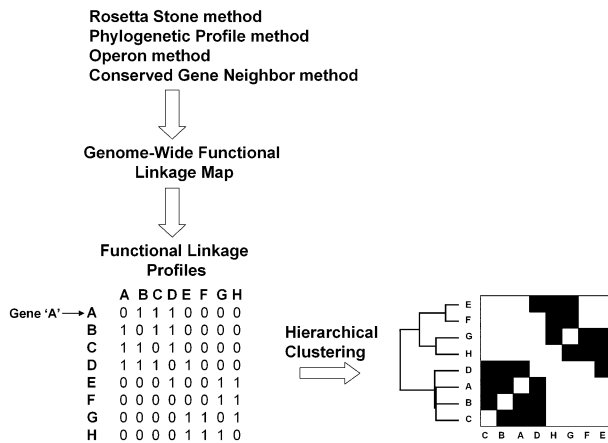 Rosetta Stone method
Phylogenetic Profile method
Operon method
Conserved Gene Neighbor method
Genome-Wide Functional
Linkage Map
Functional Linkage
Profiles
A B C D E F G H
Gene 'A' A 0 1 1 1 0 0 0 0
B 1 0 1 1 0 0 0 0
C 1 1 0 1 0 0 0 0
D 1 1 1 0 1 0 0 0
E 0 0 0 1 0 0 1 1
F 0 0 0 0 0 0 1 1
G 0 0 0 0 1 1 0 1
H 0 0 0 0 1 1 1 0
Hierarchical
Clustering
E
F
G
H
D
A
B
C
C B A D H G F E